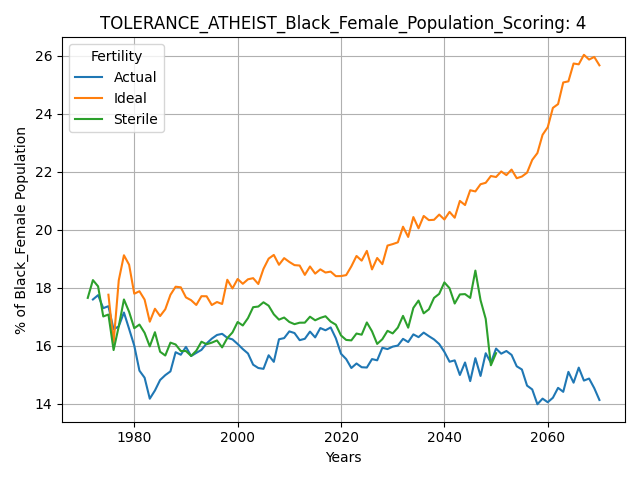 TOLERANCE_ATHEIST_Black_Female_Population_Scoring: 4
Fertility
Actual
Ideal
Sterile
% of Black_Female Population
26
24
22
20
18
16
14
1980 2000 2020 2040 2060
Years